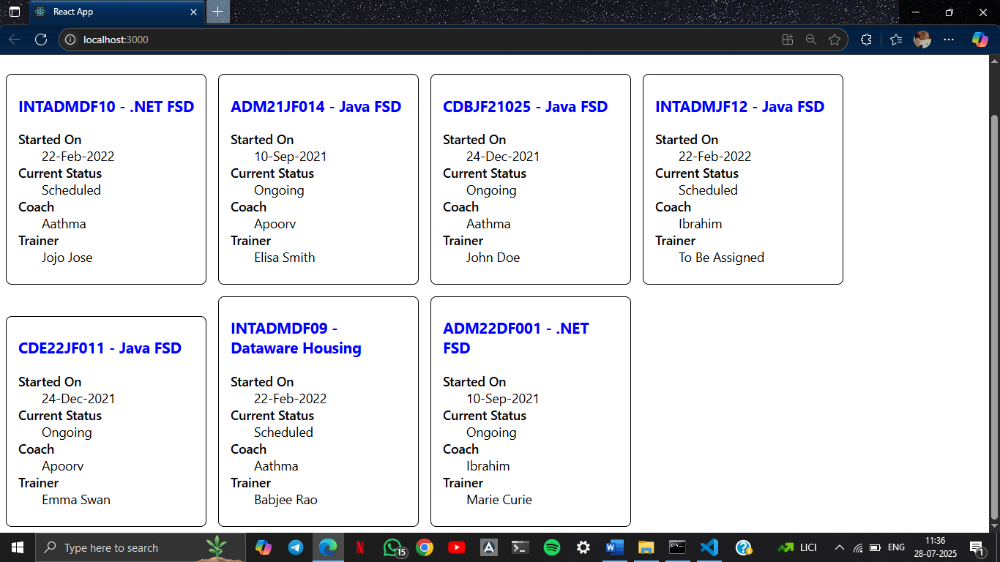 React App
localhost:3000
INTADMDF10 - .NET FSD
Started On
22-Feb-2022
Current Status
Scheduled
Coach
Aathma
Trainer
Jojo Jose
ADM21JF014 - Java FSD
Started On
10-Sep-2021
Current Status
Ongoing
Coach
Apoorv
Trainer
Elisa Smith
CDBJF21025 - Java FSD
Started On
24-Dec-2021
Current Status
Ongoing
Coach
Aathma
Trainer
John Doe
INTADMJF12 - Java FSD
Started On
22-Feb-2022
Current Status
Scheduled
Coach
Ibrahim
Trainer
To Be Assigned
CDE22JF011 - Java FSD
Started On
24-Dec-2021
Current Status
Ongoing
Coach
Apoorv
Trainer
Emma Swan
INTADMDF09 -
Dataware Housing
Started On
22-Feb-2022
Current Status
Scheduled
Coach
Aathma
Trainer
Babjee Rao
ADM22DF001 - .NET
FSD
Started On
10-Sep-2021
Current Status
Ongoing
Coach
Ibrahim
Trainer
Marie Curie
Type here to search
15
LICI
ENG
11:36
28-07-2025
1